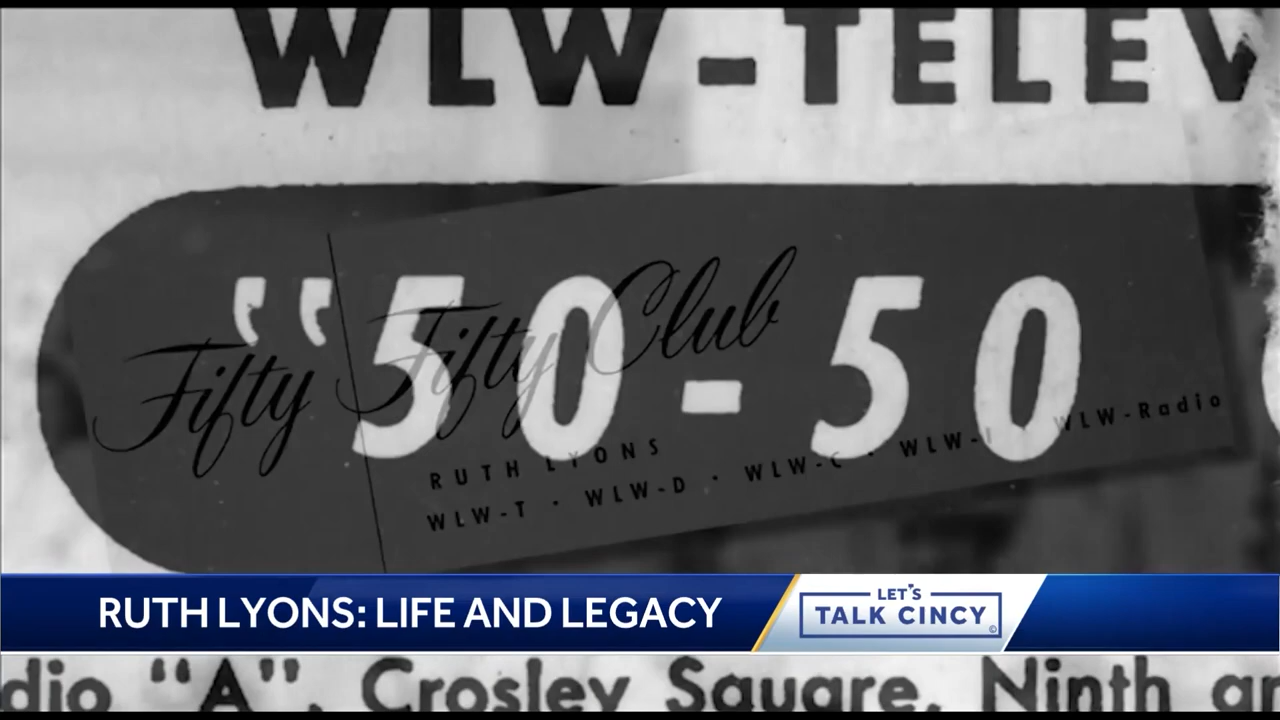 WLW-TELEV
"50-50
Fifty Fifty Club
RUTH LYONS
WLW-T · WLW-D · WLW-C · WLW-I · WLW-Radio
RUTH LYONS: LIFE AND LEGACY
LET'S
TALK CINCY
dio "A", Crosley Square, Ninth an